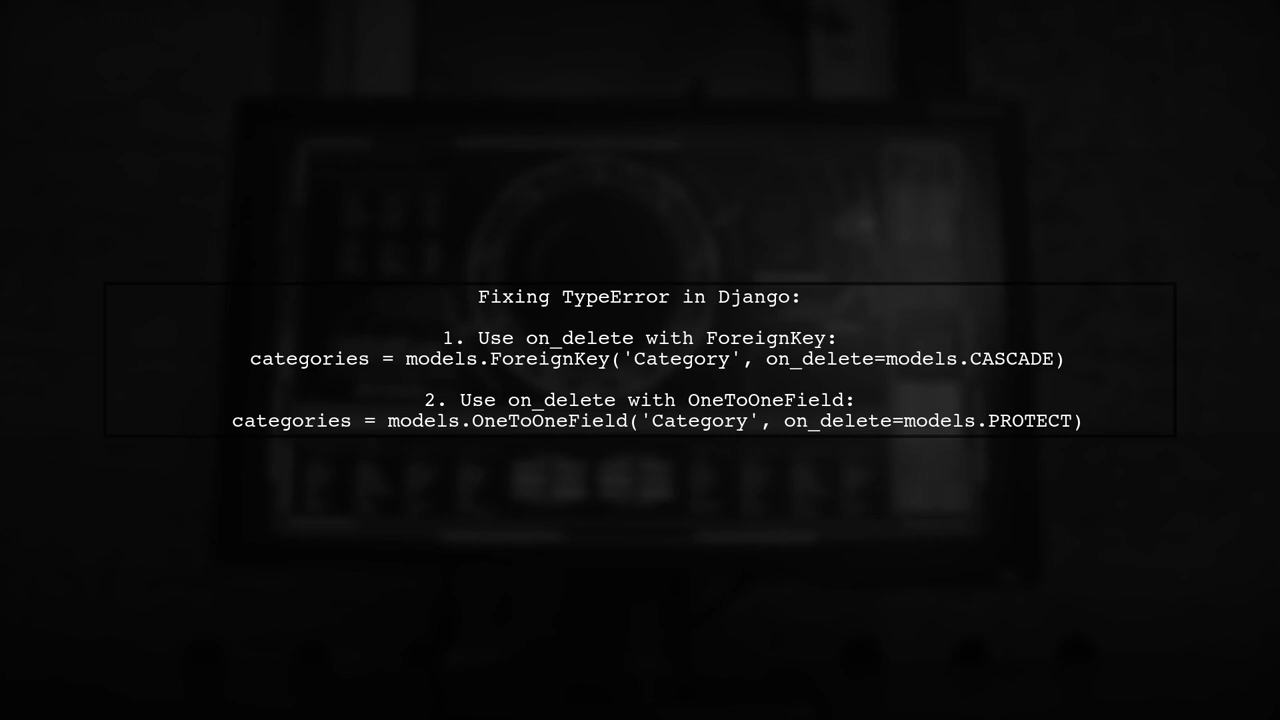 Fixing TypeError in Django:
1. Use on_delete with ForeignKey:
categories = models.ForeignKey('Category', on_delete=models.CASCADE)
2. Use on_delete with OneToOneField:
categories = models.OneToOneField('Category', on_delete=models.PROTECT)